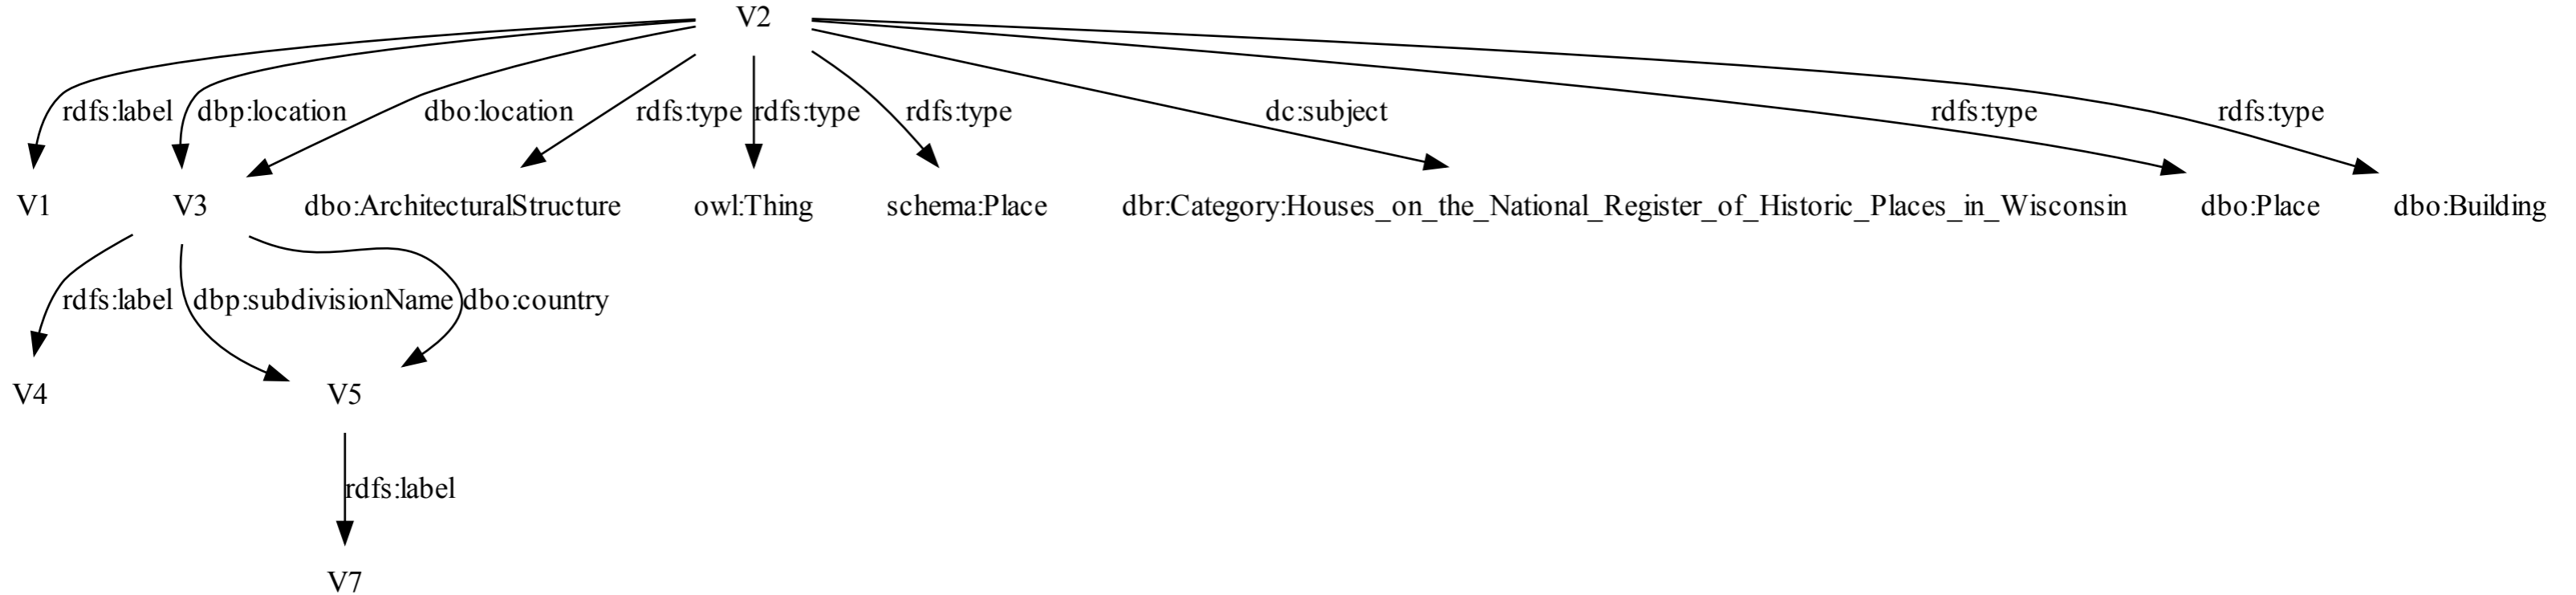 V2
rdfs:label dbp:location dbo:location rdfs:type rdfs:type rdfs:type dc:subject rdfs:type rdfs:type
V1 V3 dbo:ArchitecturalStructure owl:Thing schema:Place dbr:Category:Houses_on_the_National_Register_of_Historic_Places_in_Wisconsin dbo:Place dbo:Building
rdfs:label dbp:subdivisionName dbo:country
V4 V5
rdfs:label
V7